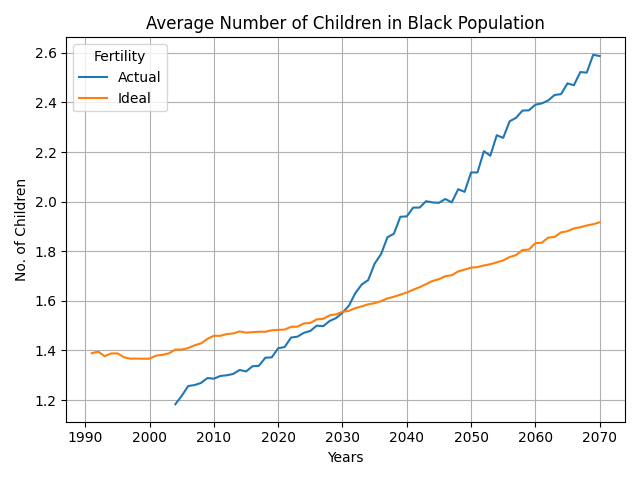 Average Number of Children in Black Population
Fertility
Actual
Ideal
2.6
2.4
2.2
2.0
1.8
1.6
1.4
1.2
No. of Children
1990 2000 2010 2020 2030 2040 2050 2060 2070
Years